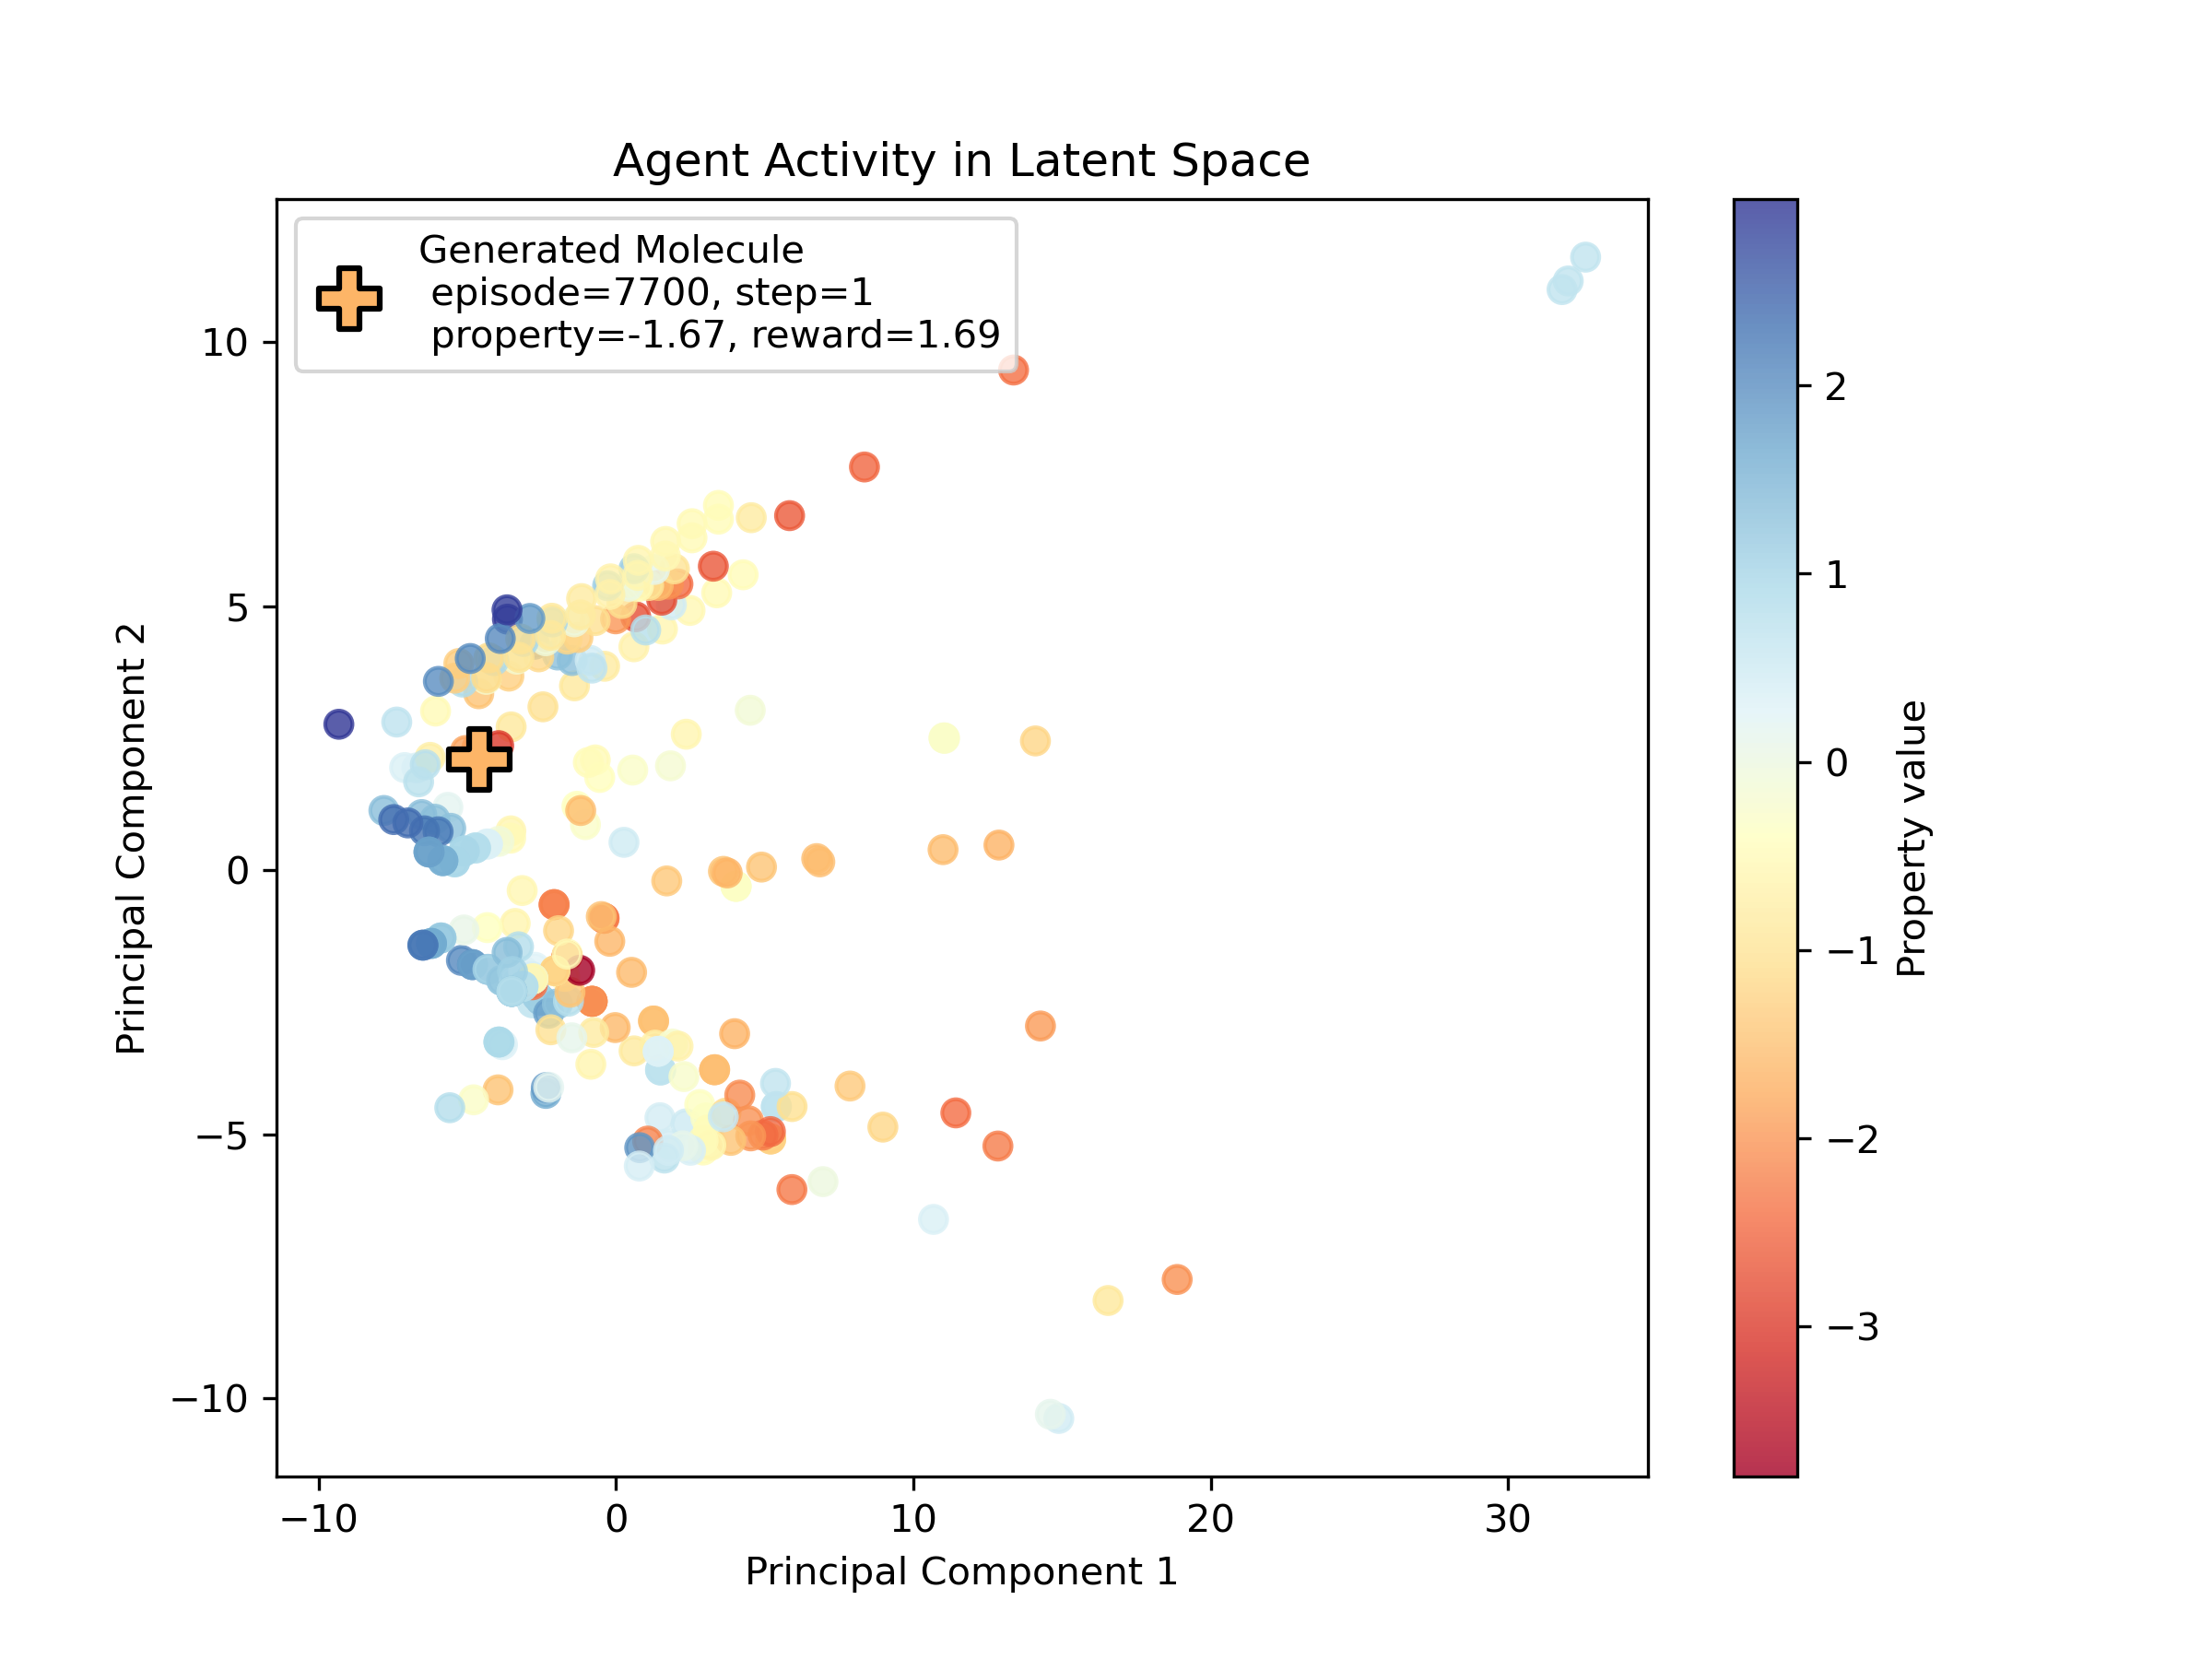 Agent Activity in Latent Space
Generated Molecule
episode=7700, step=1
property=-1.67, reward=1.69
10
5
0
−5
−10
Principal Component 2
−10
0
10
20
30
Principal Component 1
2
1
0
−1
−2
−3
Property value